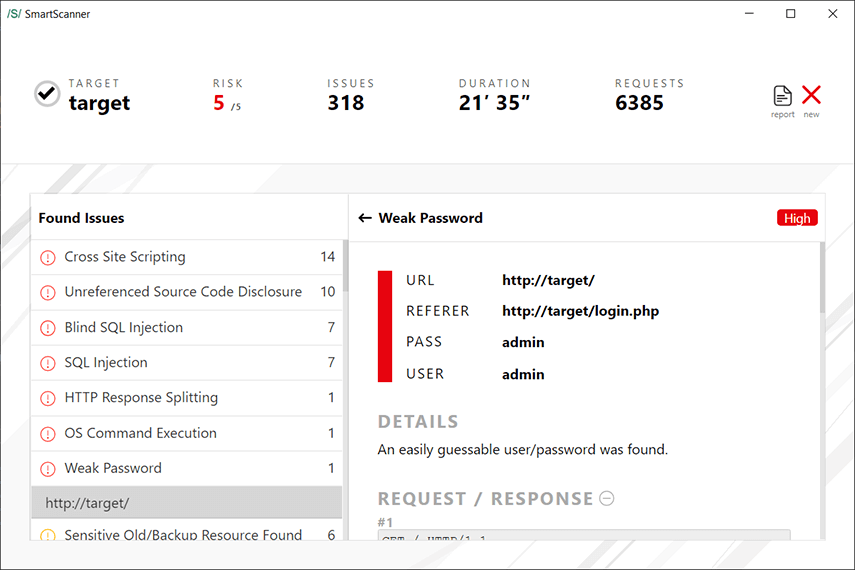 /S/ SmartScanner
TARGET
target
RISK
5 /5
ISSUES
318
DURATION
21′ 35″
REQUESTS
6385
report
new
Found Issues
Cross Site Scripting 14
Unreferenced Source Code Disclosure 10
Blind SQL Injection 7
SQL Injection 7
HTTP Response Splitting 1
OS Command Execution 1
Weak Password 1
http://target/
Sensitive Old/Backup Resource Found 6
Weak Password
High
URL http://target/
REFERER http://target/login.php
PASS admin
USER admin
DETAILS
An easily guessable user/password was found.
REQUEST / RESPONSE
#1
GET / HTTP/1.1